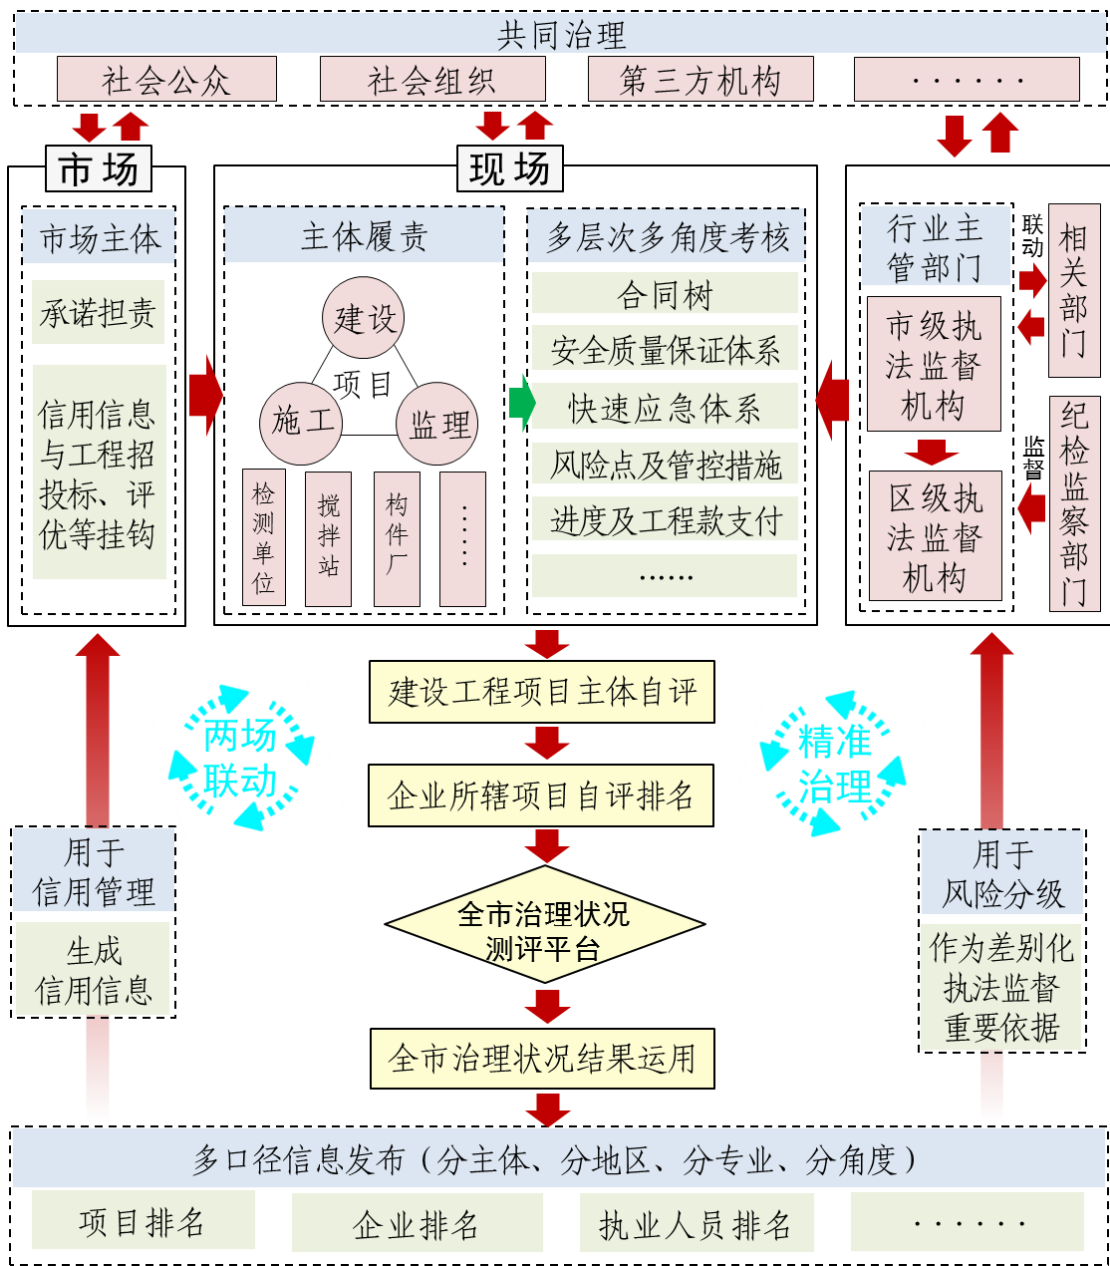 共同治理
社会公众
社会组织
第三方机构
······
市场
现场
市场主体
承诺担责
信用信息
与工程招
投标、评
优等挂钩
主体履责
建设
项目
施工
监理
检测单位
搅拌站
构件厂
······
多层次多角度考核
合同树
安全质量保证体系
快速应急体系
风险点及管控措施
进度及工程款支付
······
行业主
管部门
市级执
法监督
机构
区级执
法监督
机构
联动
相关部门
监督
纪检监察部门
建设工程项目主体自评
企业所辖项目自评排名
全市治理状况
测评平台
全市治理状况结果运用
两场
联动
精准
治理
用于
信用管理
生成
信用信息
用于
风险分级
作为差别化
执法监督
重要依据
多口径信息发布（分主体、分地区、分专业、分角度）
项目排名
企业排名
执业人员排名
······